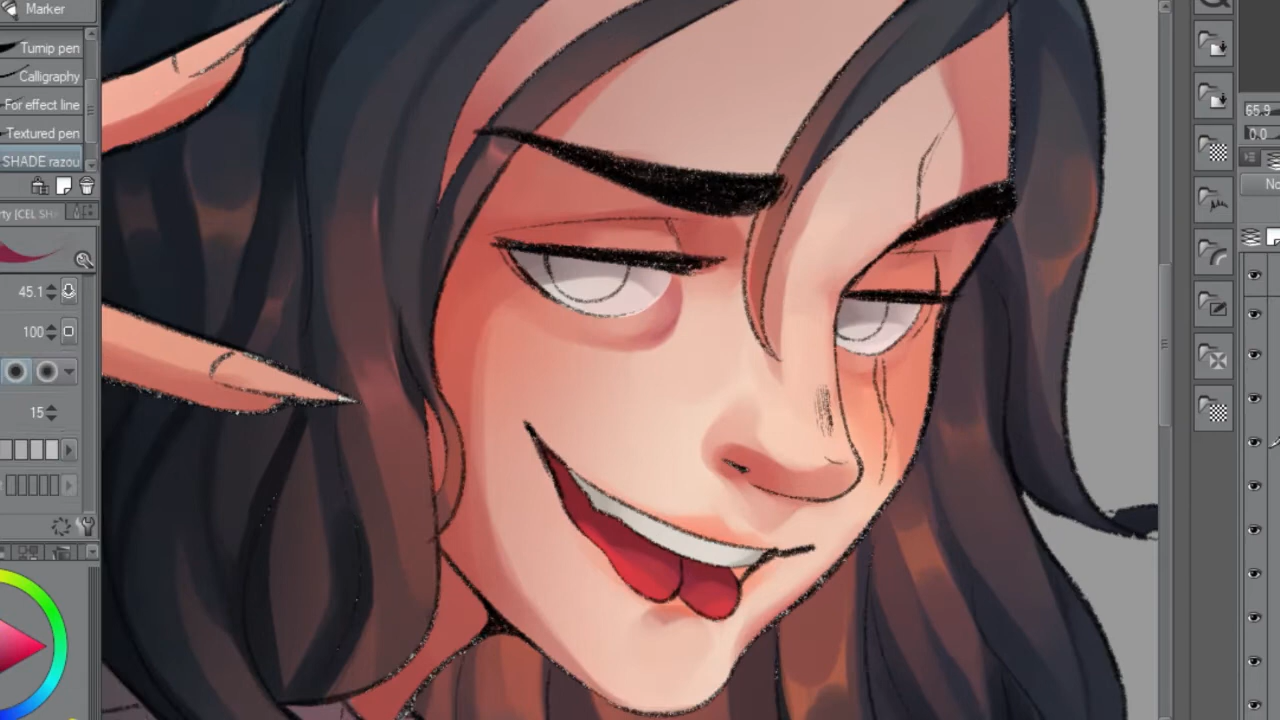 Marker
Turnip pen
Calligraphy
For effect line
Textured pen
SHADE razou
rty [CEL SH
45.1
100
15
65.9
0.0
No